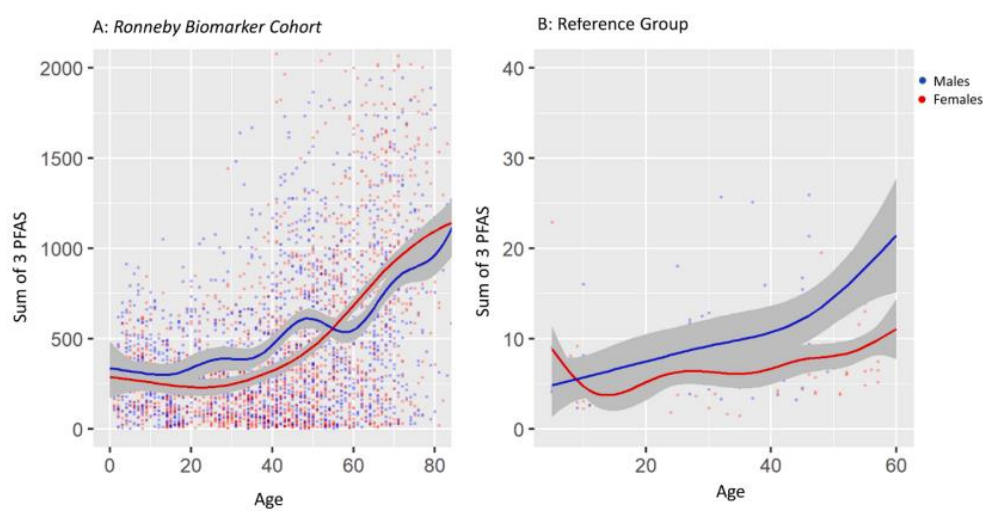 A: Ronneby Biomarker Cohort
B: Reference Group
2000
1500
1000
500
0
Sum of 3 PFAS
0 20 40 60 80
Age
40
30
20
10
0
Sum of 3 PFAS
20 40 60
Age
Males
Females